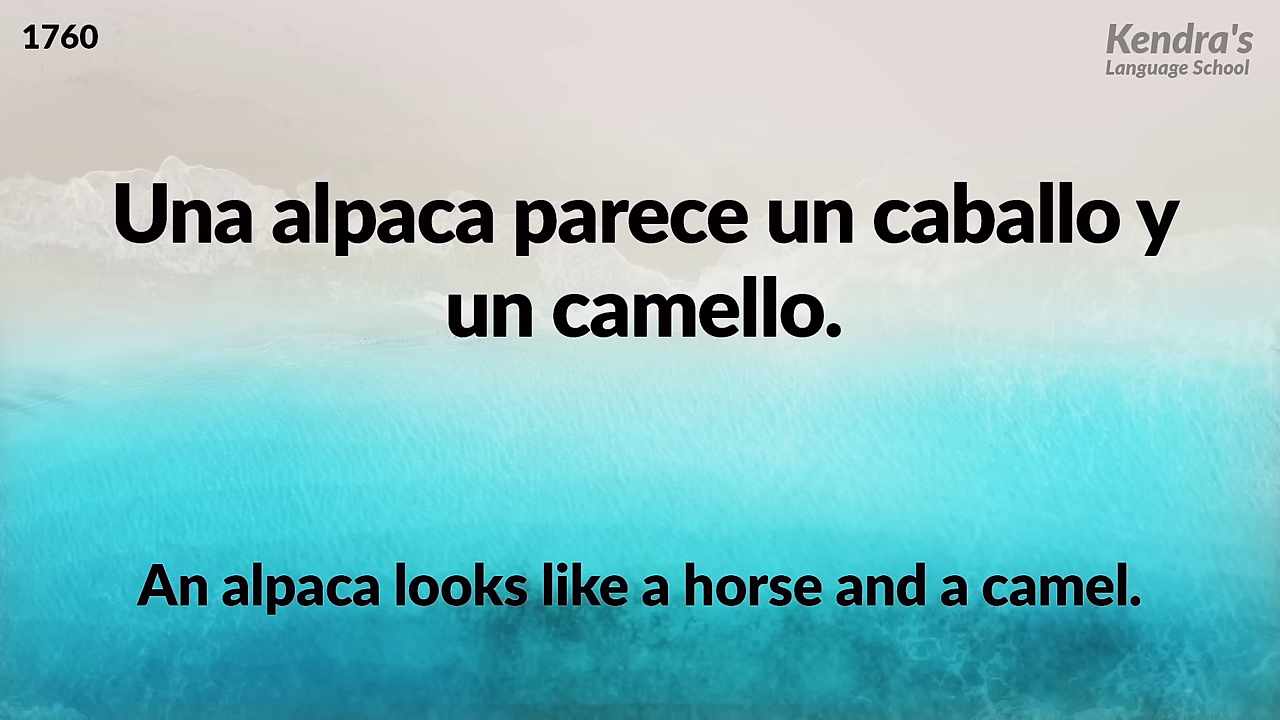 1760
Kendra's
Language School
Una alpaca parece un caballo y
un camello.
An alpaca looks like a horse and a camel.